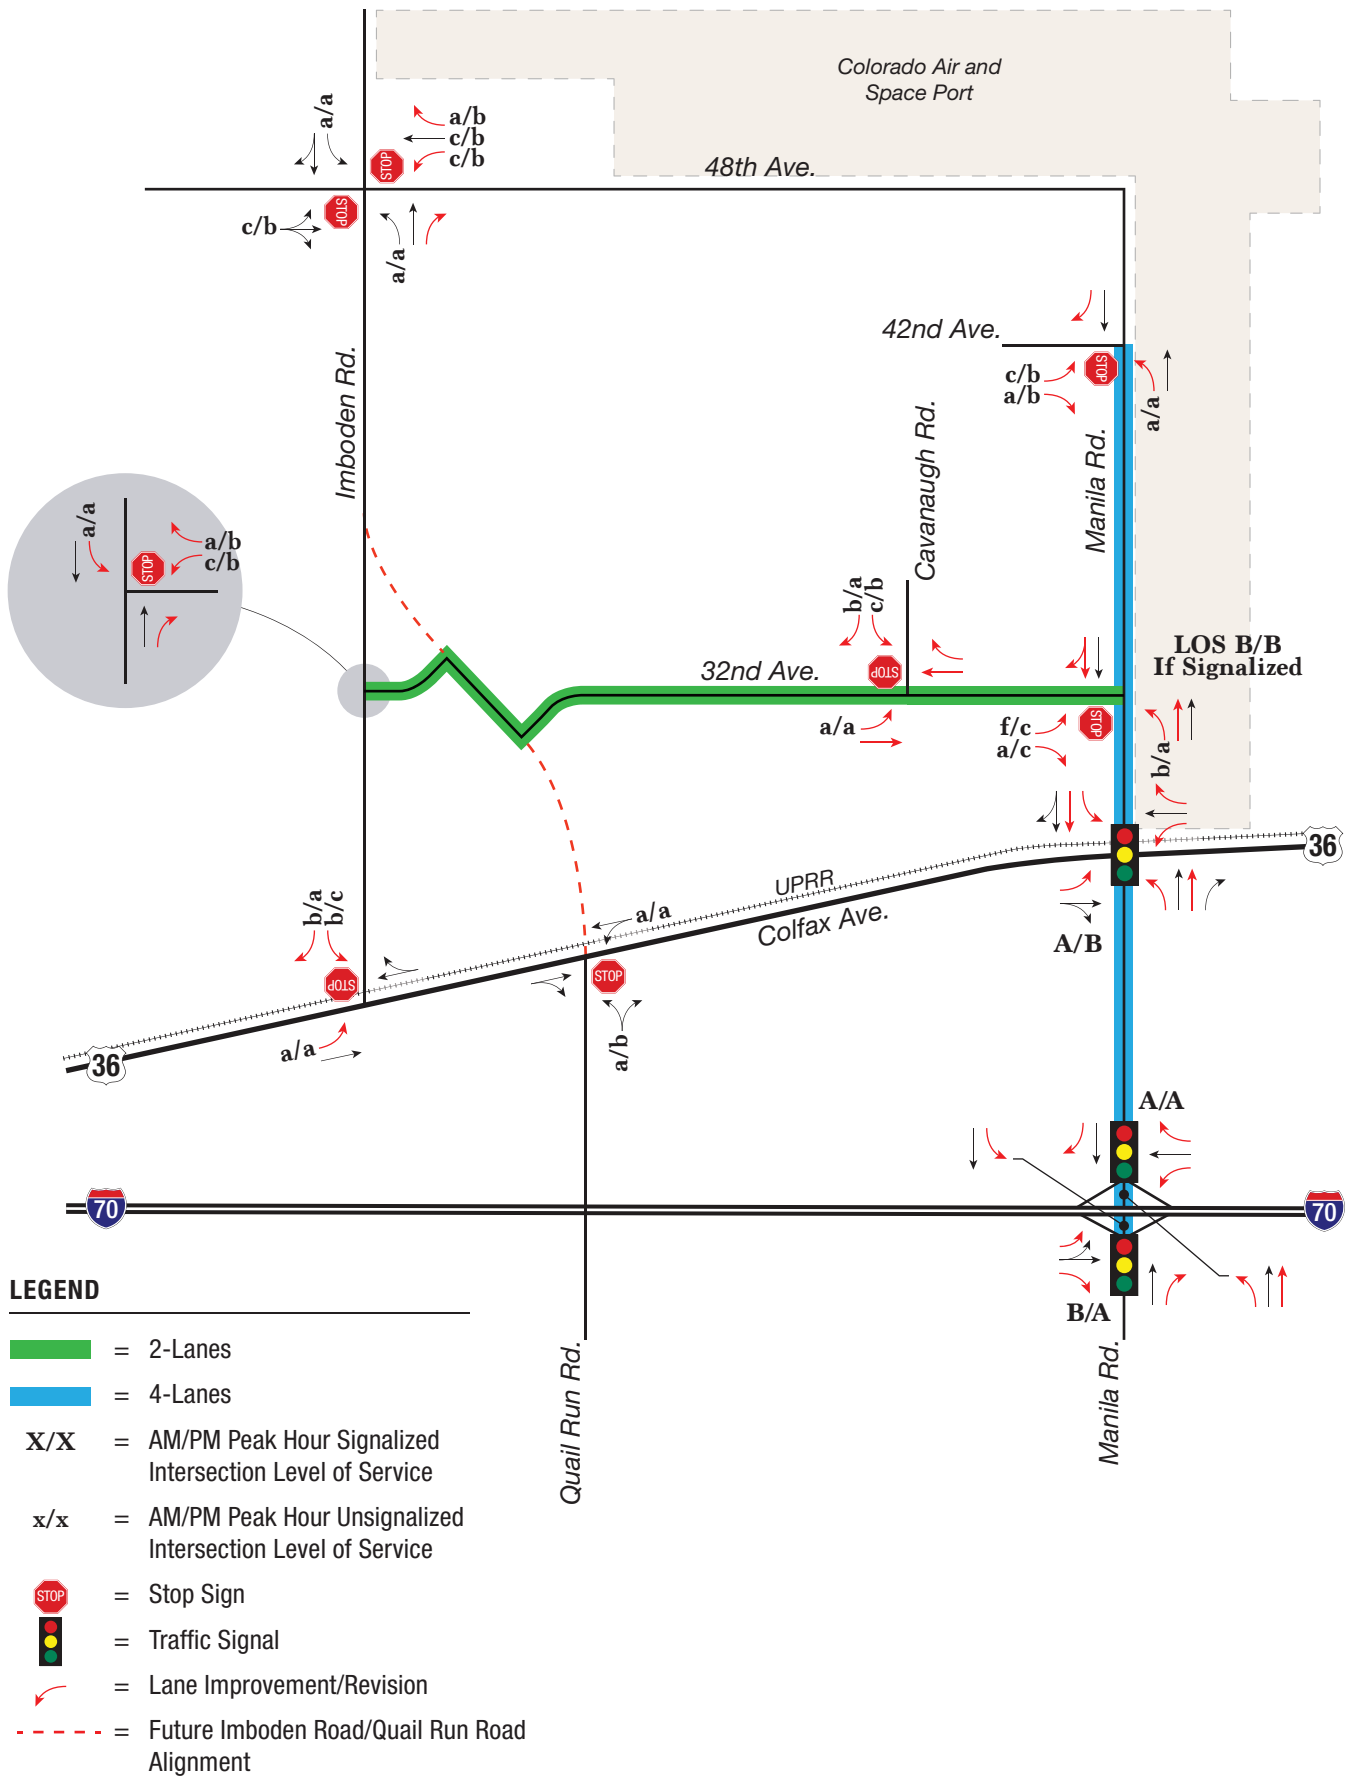 Colorado Air and
Space Port
a/a
a/b
c/b
c/b
STOP
48th Ave.
STOP
c/b
a/a
42nd Ave.
STOP
c/b
a/b
a/a
Imboden Rd.
Cavanaugh Rd.
Manila Rd.
a/a
a/b
c/b
STOP
b/a
c/b
LOS B/B
If Signalized
32nd Ave.
STOP
a/a
f/c
a/c
STOP
b/a
36
UPRR
Colfax Ave.
b/a
b/c
a/a
A/B
STOP
STOP
a/a
a/b
36
A/A
70
70
B/A
Quail Run Rd.
Manila Rd.
LEGEND
= 2-Lanes
= 4-Lanes
X/X = AM/PM Peak Hour Signalized
Intersection Level of Service
x/x = AM/PM Peak Hour Unsignalized
Intersection Level of Service
STOP = Stop Sign
= Traffic Signal
= Lane Improvement/Revision
= Future Imboden Road/Quail Run Road
Alignment